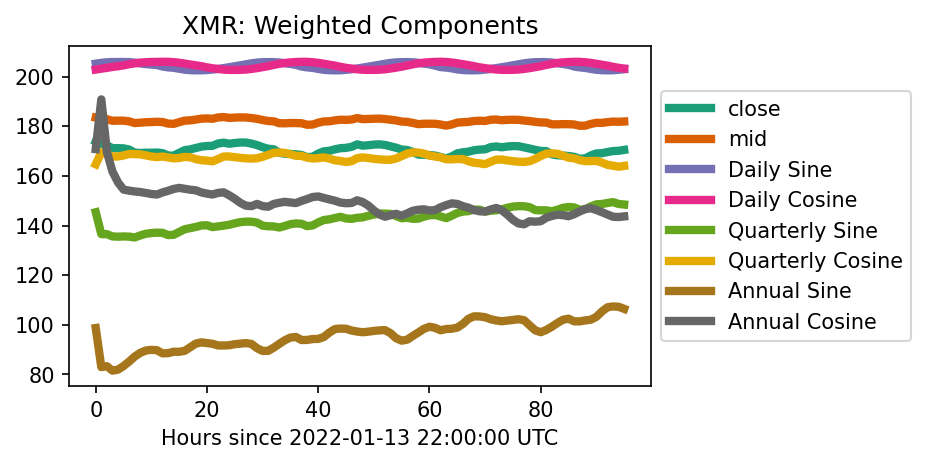 XMR: Weighted Components
200
180
160
140
120
100
80
0 20 40 60 80
Hours since 2022-01-13 22:00:00 UTC
close
mid
Daily Sine
Daily Cosine
Quarterly Sine
Quarterly Cosine
Annual Sine
Annual Cosine